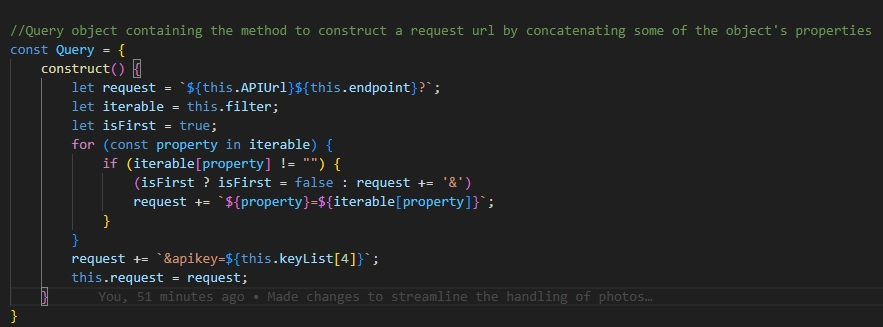 //Query object containing the method to construct a request url by concatenating some of the object's properties
const Query = {
    construct() {
        let request = `${this.APIUrl}${this.endpoint}?`;
        let iterable = this.filter;
        let isFirst = true;
        for (const property in iterable) {
            if (iterable[property] != "") {
                (isFirst ? isFirst = false : request += '&')
                request += `${property}=${iterable[property]}`;
            }
        }
        request += `&apikey=${this.keyList[4]}`;
        this.request = request;
    }       You, 51 minutes ago • Made changes to streamline the handling of photos…
}